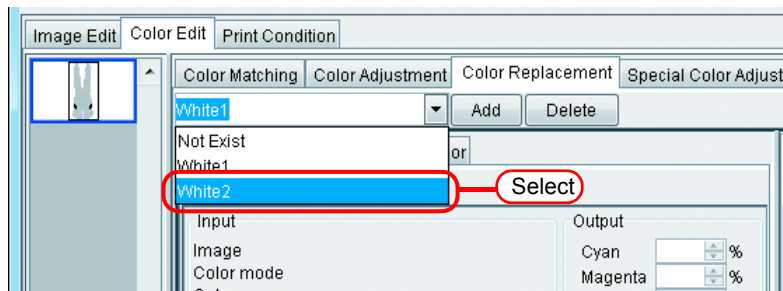 Image Edit Color Edit Print Condition
Color Matching Color Adjustment Color Replacement Special Color Adjust
White1 Add Delete
Not Exist
White1
or
White2
Select
Input Output
Image Cyan %
Color mode Magenta %